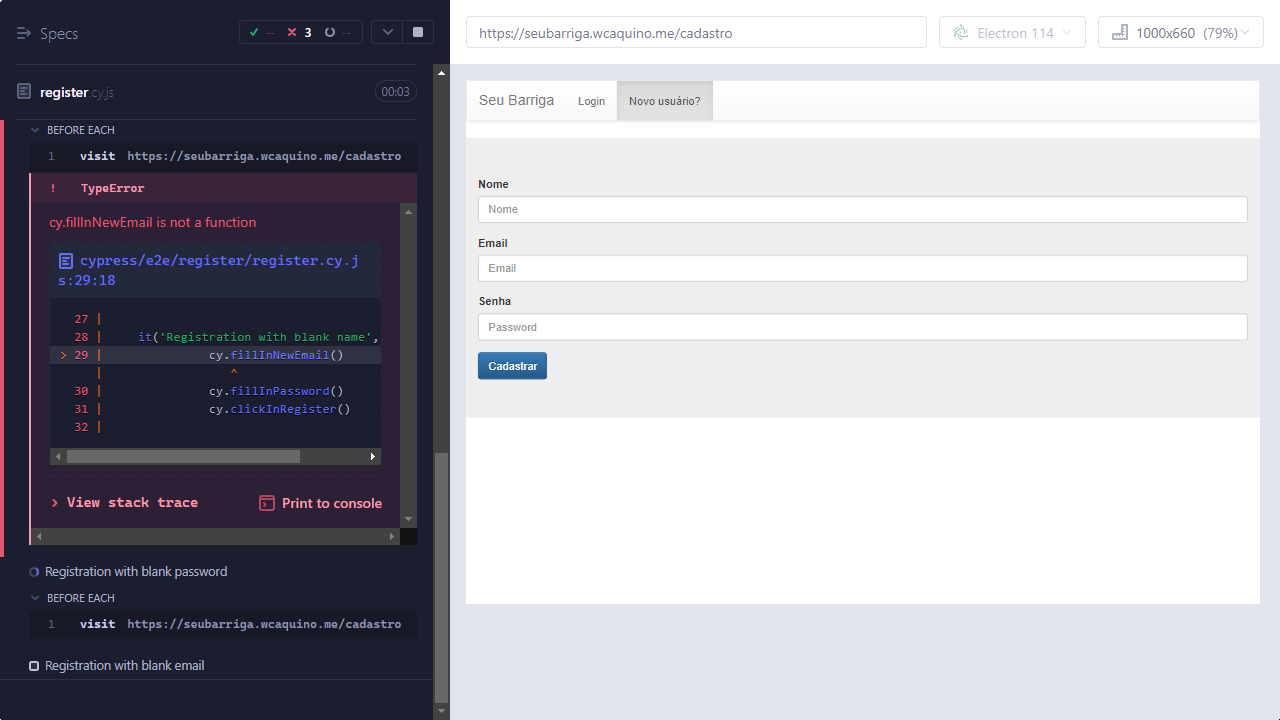 Specs
-- 3 --
register.cy.js
00:03
BEFORE EACH
1 visit https://seubarriga.wcaquino.me/cadastro
! TypeError
cy.fillInNewEmail is not a function
cypress/e2e/register/register.cy.j
s:29:18
27 |
28 | it('Registration with blank name',
> 29 | cy.fillInNewEmail()
| ^
30 | cy.fillInPassword()
31 | cy.clickInRegister()
32 |
> View stack trace
Print to console
Registration with blank password
BEFORE EACH
1 visit https://seubarriga.wcaquino.me/cadastro
Registration with blank email
https://seubarriga.wcaquino.me/cadastro
Electron 114
1000x660 (79%)
Seu Barriga
Login
Novo usuário?
Nome
Nome
Email
Email
Senha
Password
Cadastrar